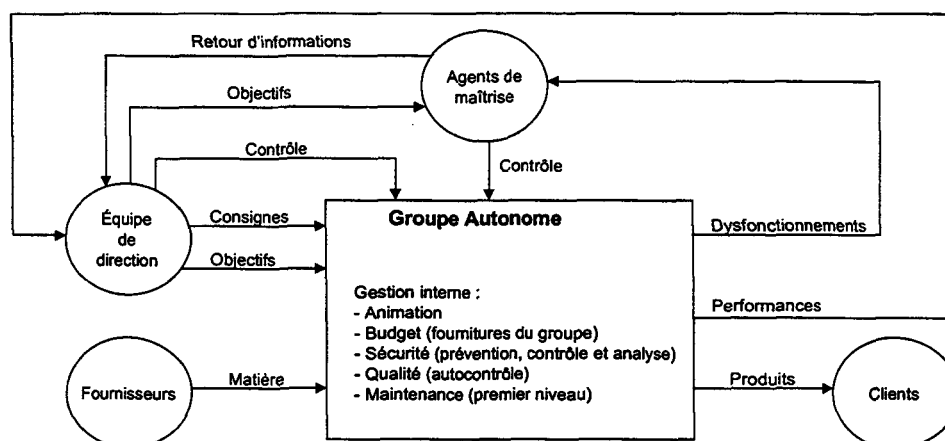 Retour d'informations
Agents de
maîtrise
Objectifs
Contrôle
Contrôle
Équipe
de
direction
Consignes
Objectifs
Groupe Autonome
Dysfonctionnements
Gestion interne :
- Animation
- Budget (fournitures du groupe)
- Sécurité (prévention, contrôle et analyse)
- Qualité (autocontrôle)
- Maintenance (premier niveau)
Performances
Fournisseurs
Matière
Produits
Clients